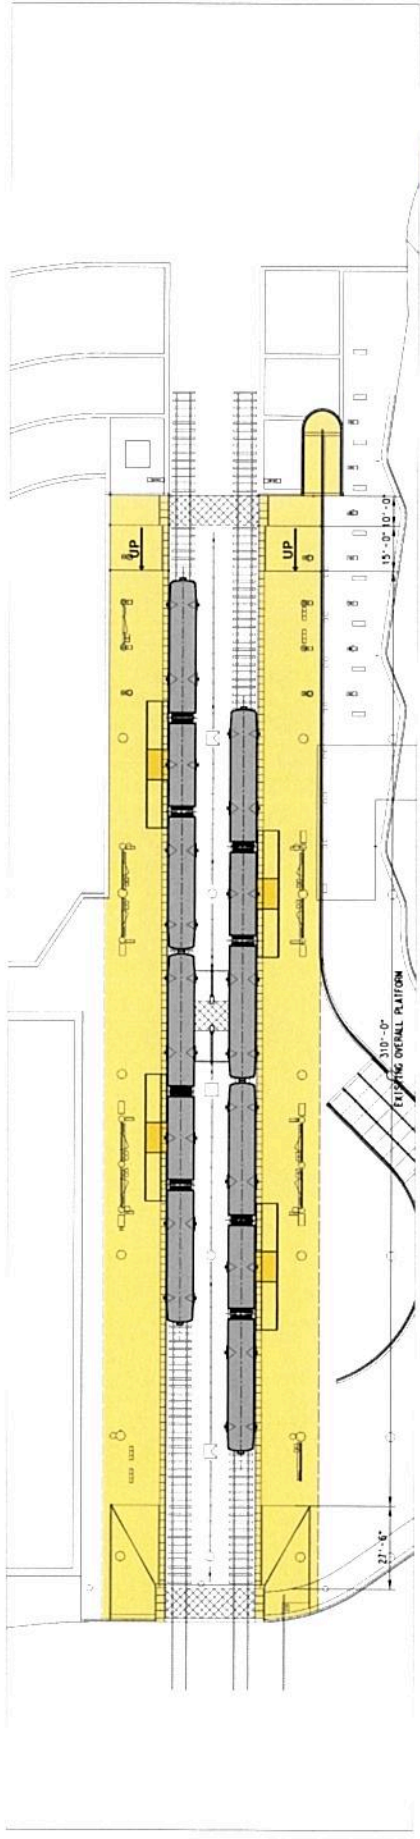 UP
UP
15'-0"
10'-0"
310'-0"
EXISTING OVERALL PLATFORM
27'-6"